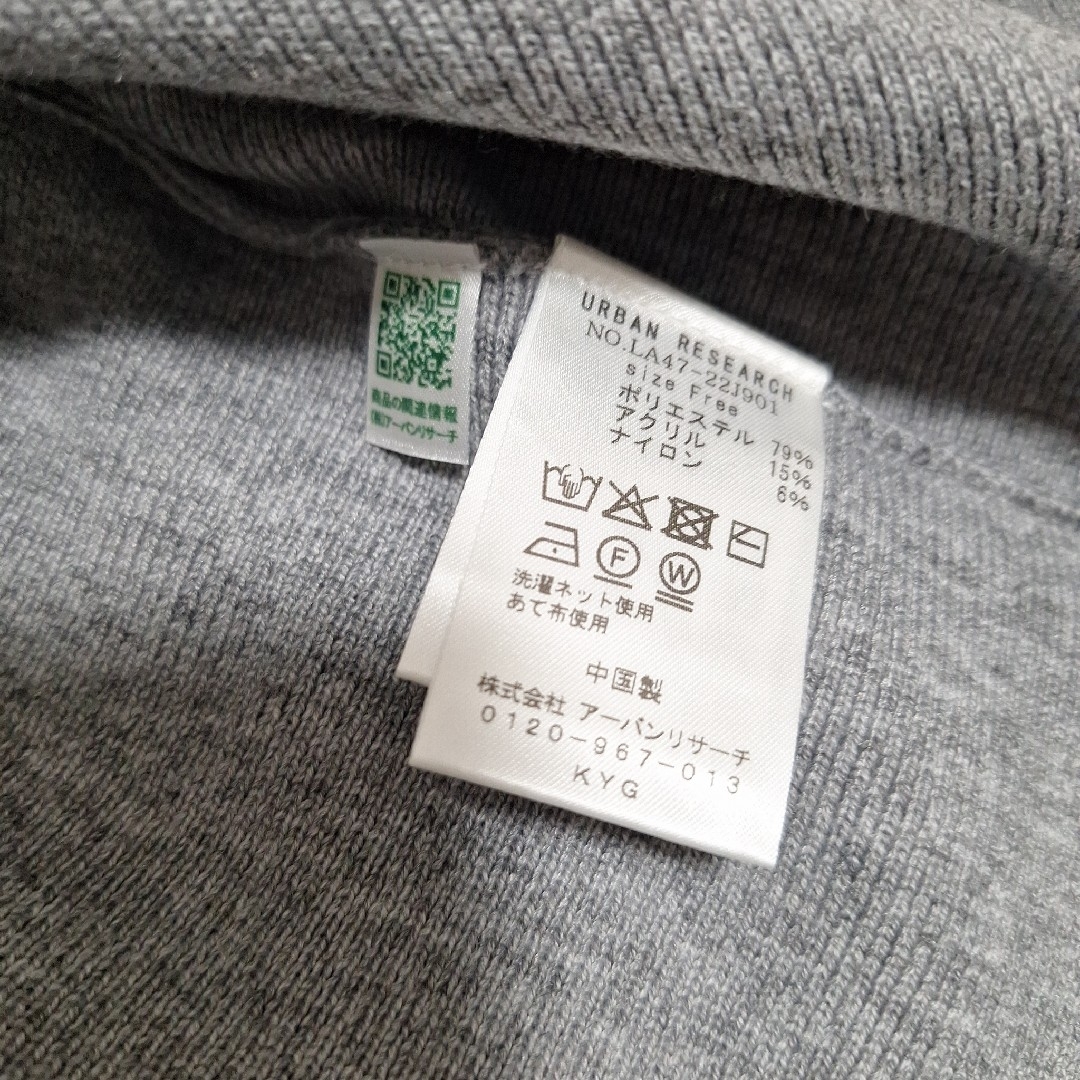 商品の関連情報
(株)アーバンリサーチ
URBAN RESEARCH
NO.LA47-22J901
size Free
ポリエステル 79%
アクリル 15%
ナイロン 6%
F W
洗濯ネット使用
あて布使用
中国製
株式会社 アーバンリサーチ
0120-967-013
KYG